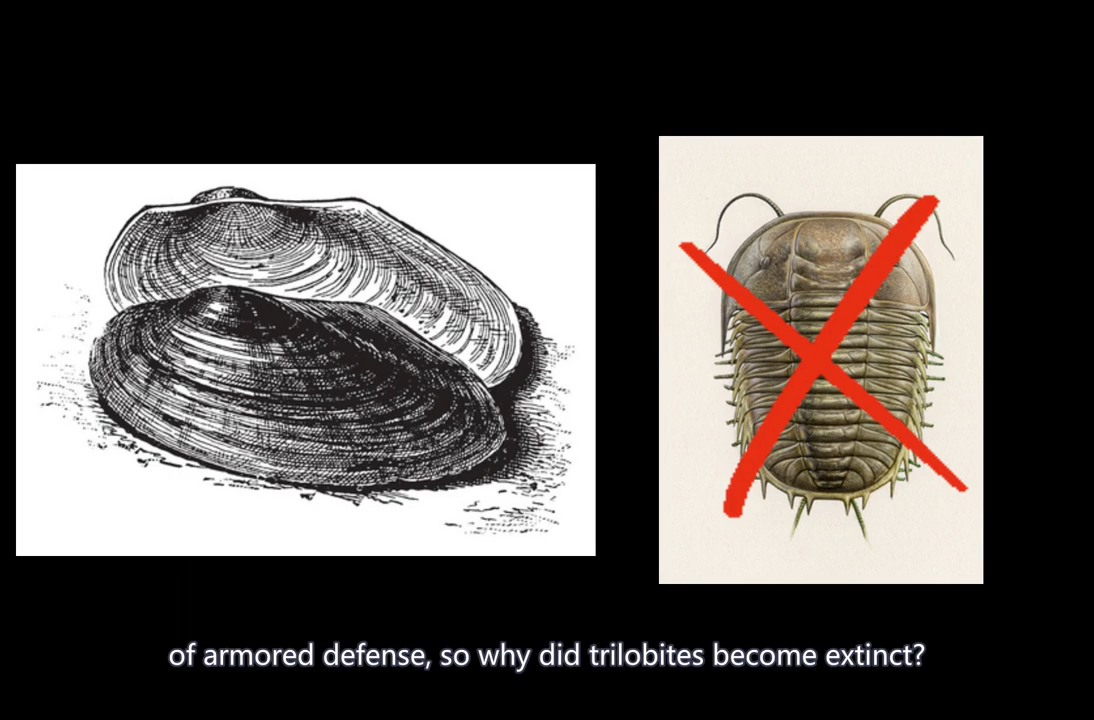 of armored defense, so why did trilobites become extinct?